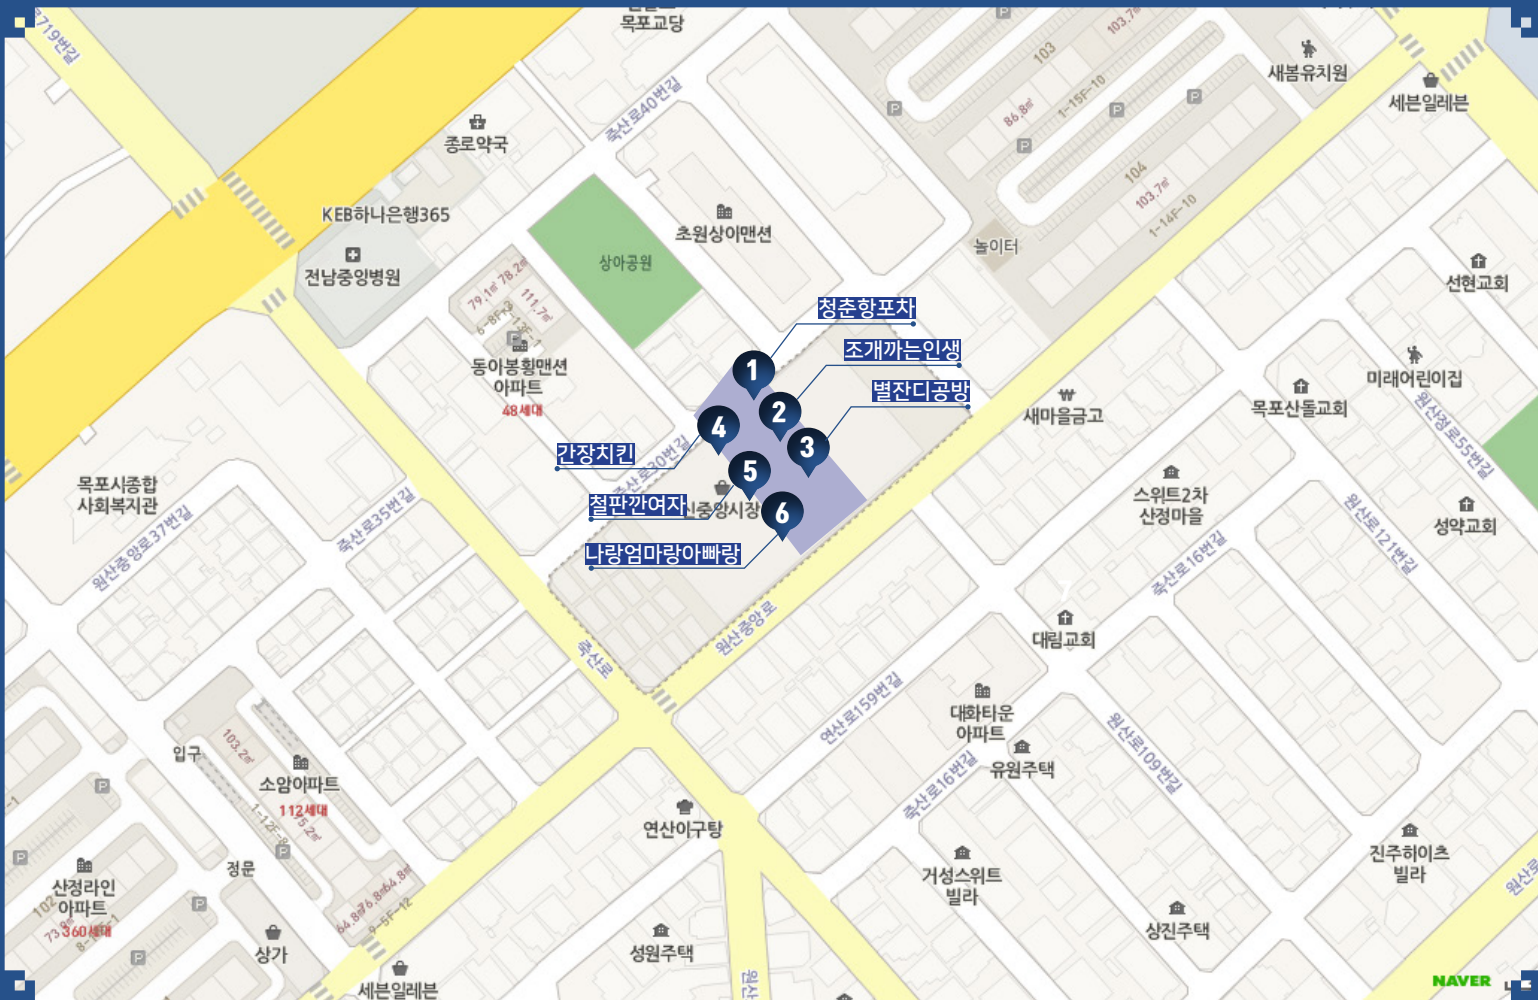 목포교당
죽산로40번길
103
103.7㎡
P
새봄유치원
세븐일레븐
P
86.8㎡
1-15F-10
P
P
P
종로약국
104
103.7㎡
1-14F-10
KEB하나은행365
초원상아맨션
놀이터
전남중앙병원
상아공원
선현교회
79.1㎡ 78.2㎡
111.7㎡
P
동아봉황맨션
아파트
48세대
청춘항포차
조개까는인생
별잔디공방
1
2
3
4
5
6
미래어린이집
새마을금고
목포산돌교회
원산정로55번길
간장치킨
죽산로30번길
철판깐여자
신중앙시장
나랑엄마랑아빠랑
목포시종합
사회복지관
죽산로35번길
원산중앙로37번길
스위트2차
산정마을
성약교회
원산로121번길
죽산로16번길
대림교회
죽산로
원산중앙로
연산로159번길
대화타운
아파트
원산로109번길
유원주택
죽산로16번길
입구
103.2㎡
소암아파트
112세대
P
P
연산아구탕
진주하이츠
빌라
P
정문
거성스위트
빌라
산정라인
아파트
102
360세대
64.8㎡
76.8㎡
64.8㎡
9-5F-12
P
P
상가
성원주택
상진주택
세븐일레븐
NAVER